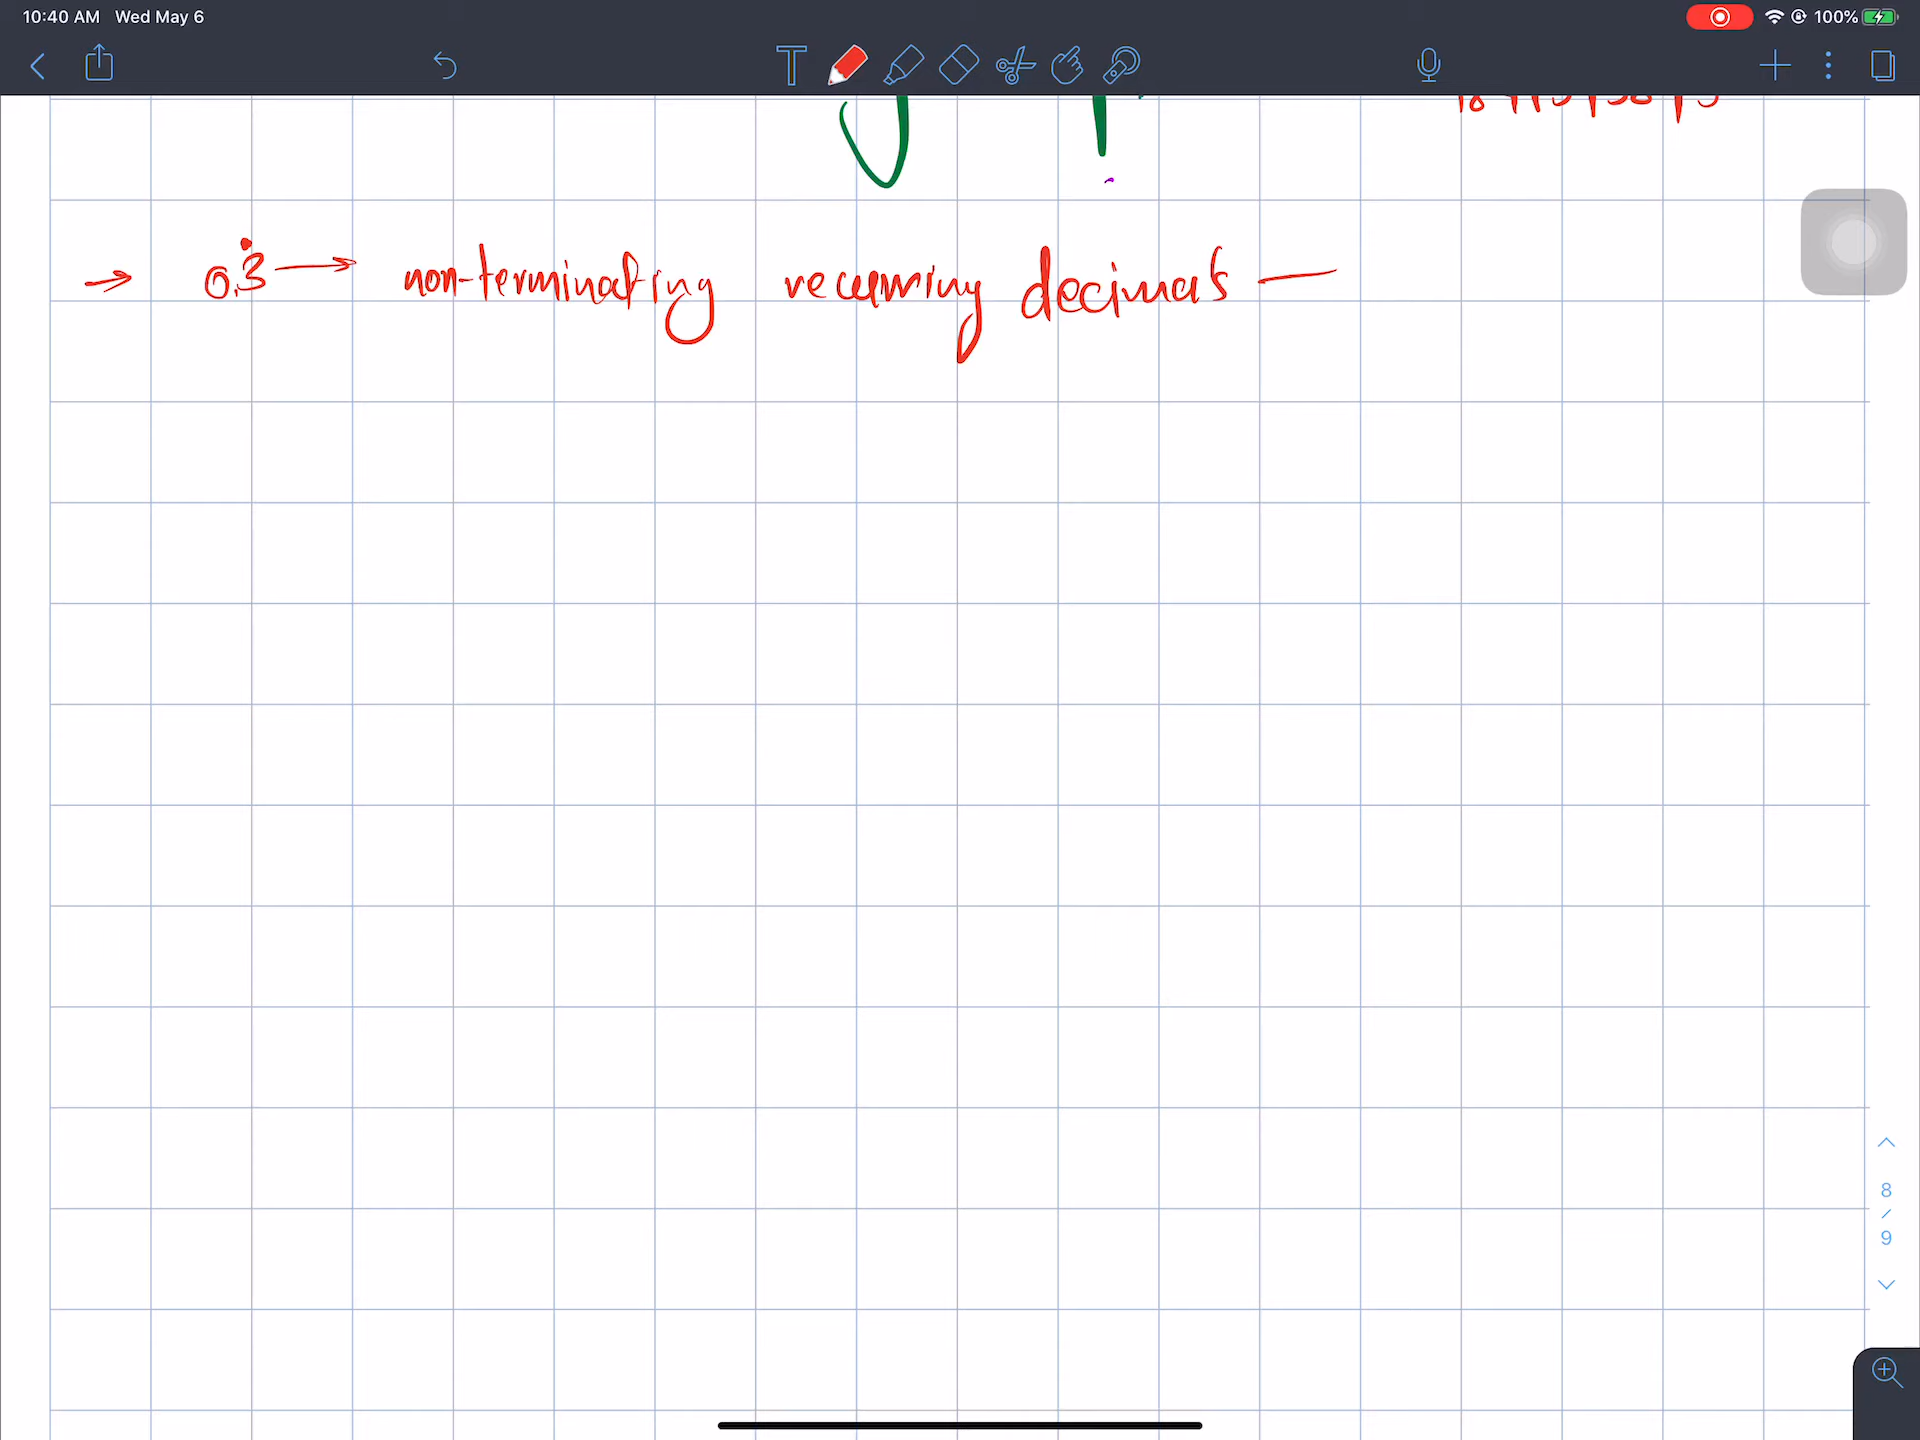 10:40 AM Wed May 6
100%
→ 0.3̇ → non-terminating recurring decimals —
8
/
9